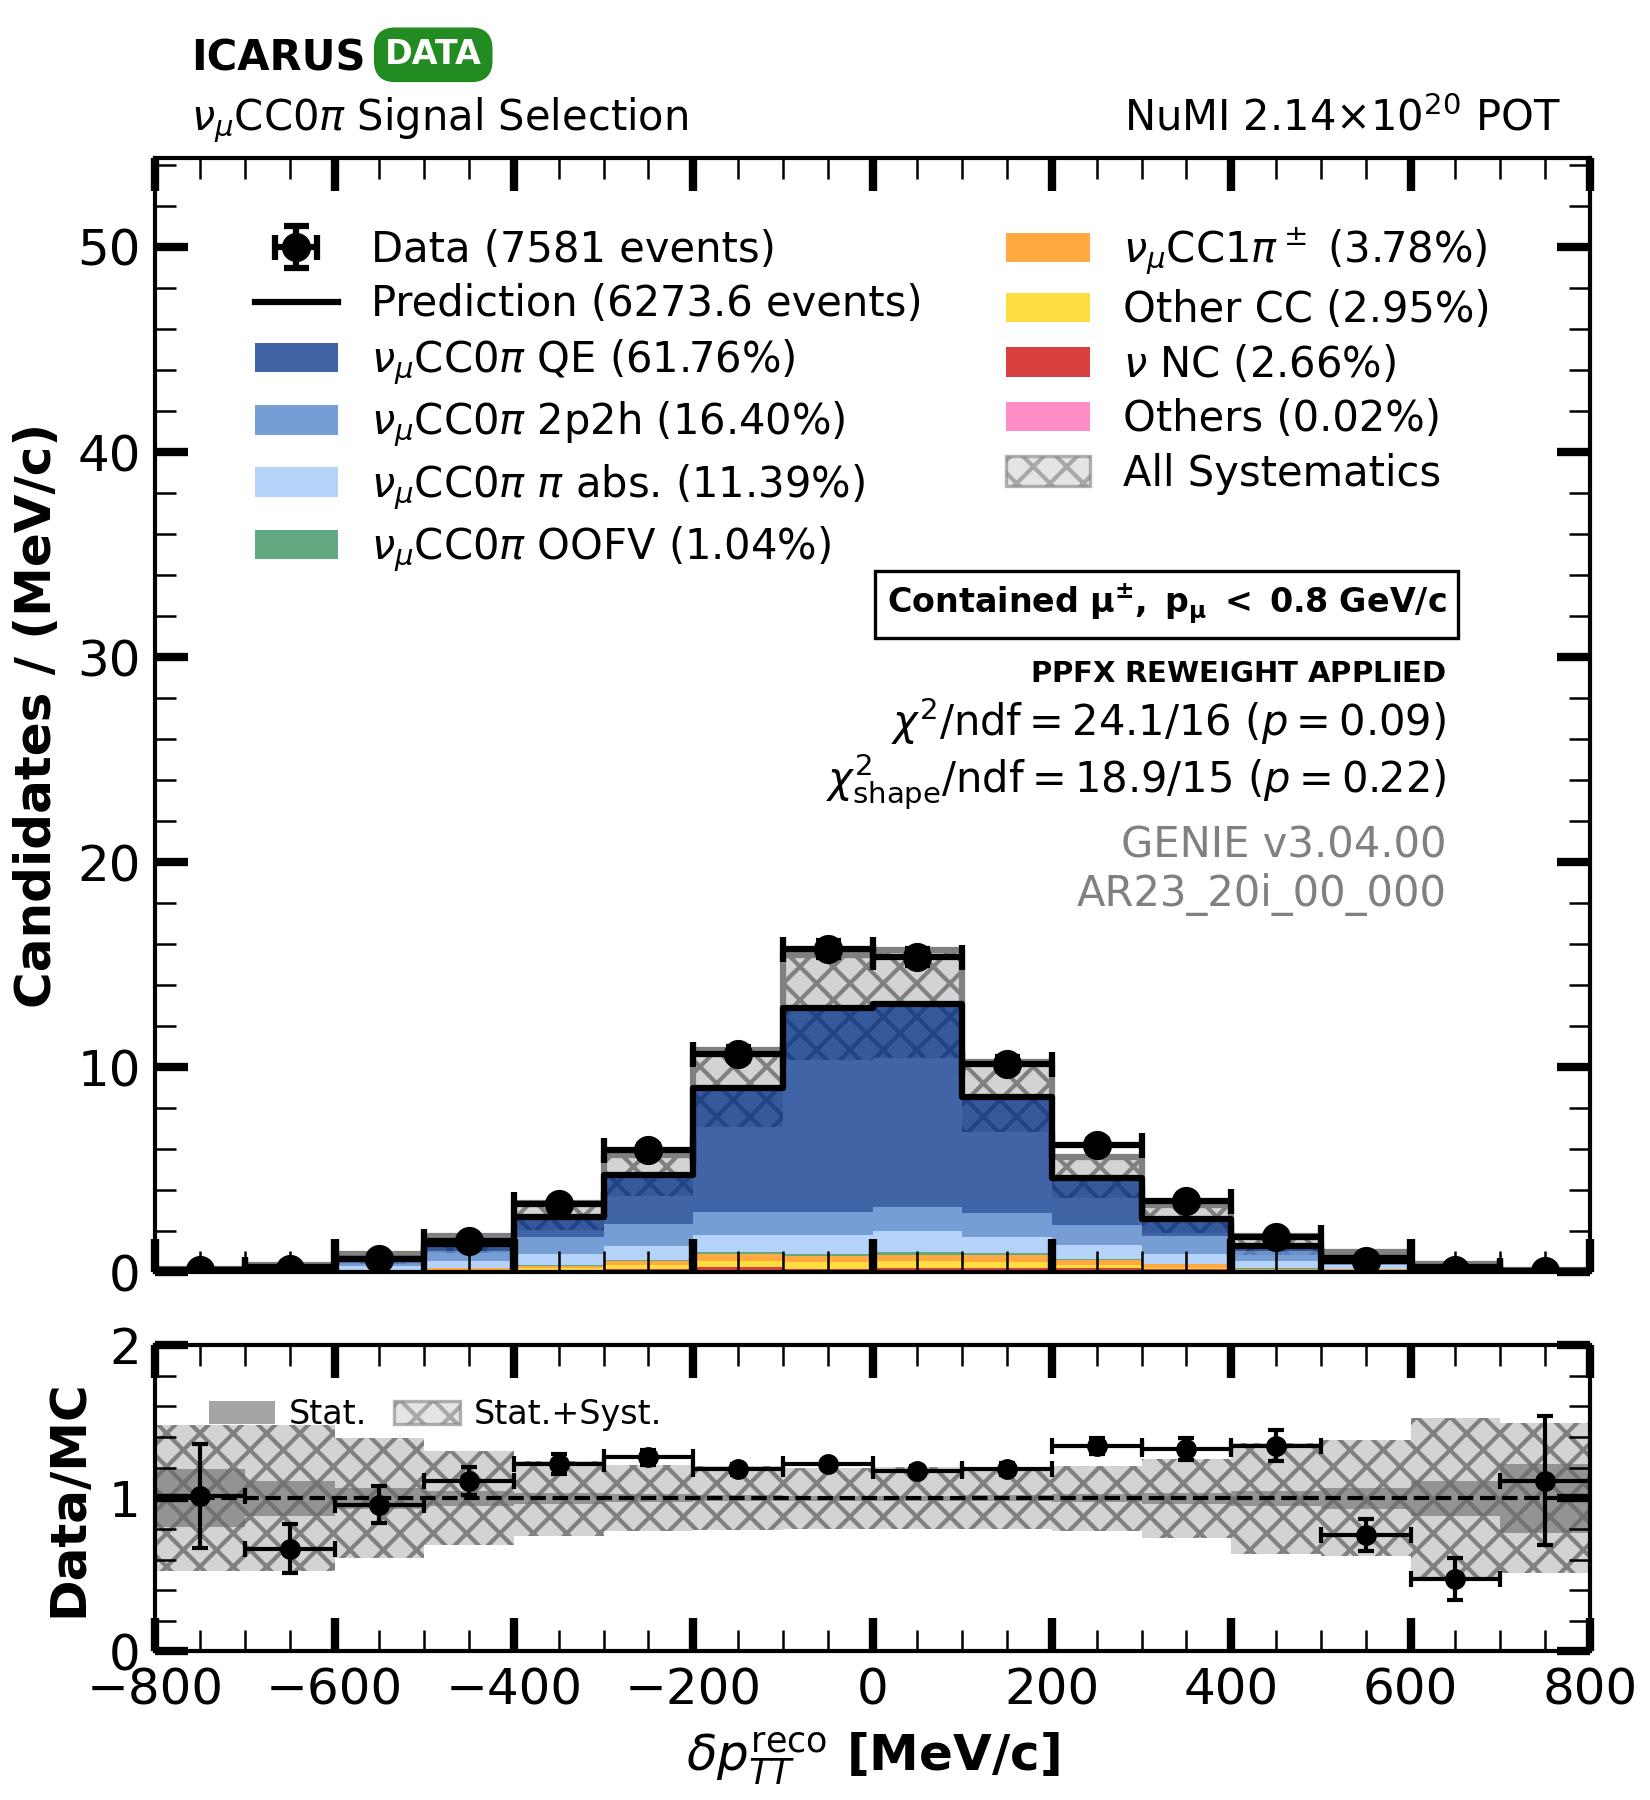 ICARUS DATA
νμCC0π Signal Selection
NuMI 2.14×10²⁰ POT
Data (7581 events)
Prediction (6273.6 events)
νμCC0π QE (61.76%)
νμCC0π 2p2h (16.40%)
νμCC0π π abs. (11.39%)
νμCC0π OOFV (1.04%)
νμCC1π± (3.78%)
Other CC (2.95%)
ν NC (2.66%)
Others (0.02%)
All Systematics
Contained μ±, pμ < 0.8 GeV/c
PPFX REWEIGHT APPLIED
χ²/ndf = 24.1/16 (p = 0.09)
χ²shape/ndf = 18.9/15 (p = 0.22)
GENIE v3.04.00
AR23_20i_00_000
Candidates / (MeV/c)
50
40
30
20
10
0
Stat.
Stat.+Syst.
Data/MC
2
1
0
−800 −600 −400 −200 0 200 400 600 800
δp_TT^reco [MeV/c]